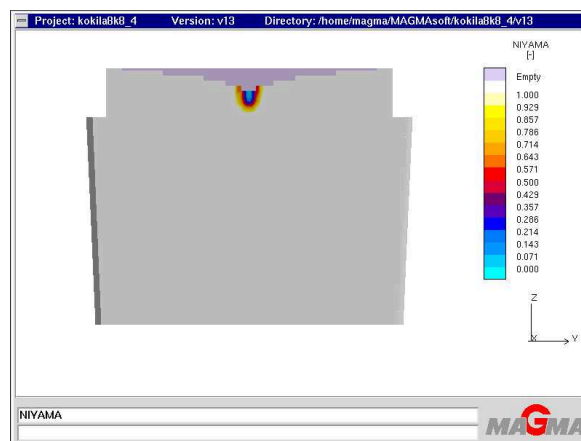 Project: kokila8k8_4 Version: v13 Directory: /home/magma/MAGMAsoft/kokila8k8_4/v13
NIYAMA
[-]
Empty
1.000
0.929
0.857
0.786
0.714
0.643
0.571
0.500
0.429
0.357
0.286
0.214
0.143
0.071
0.000
Z
X
Y
NIYAMA
MAGMA